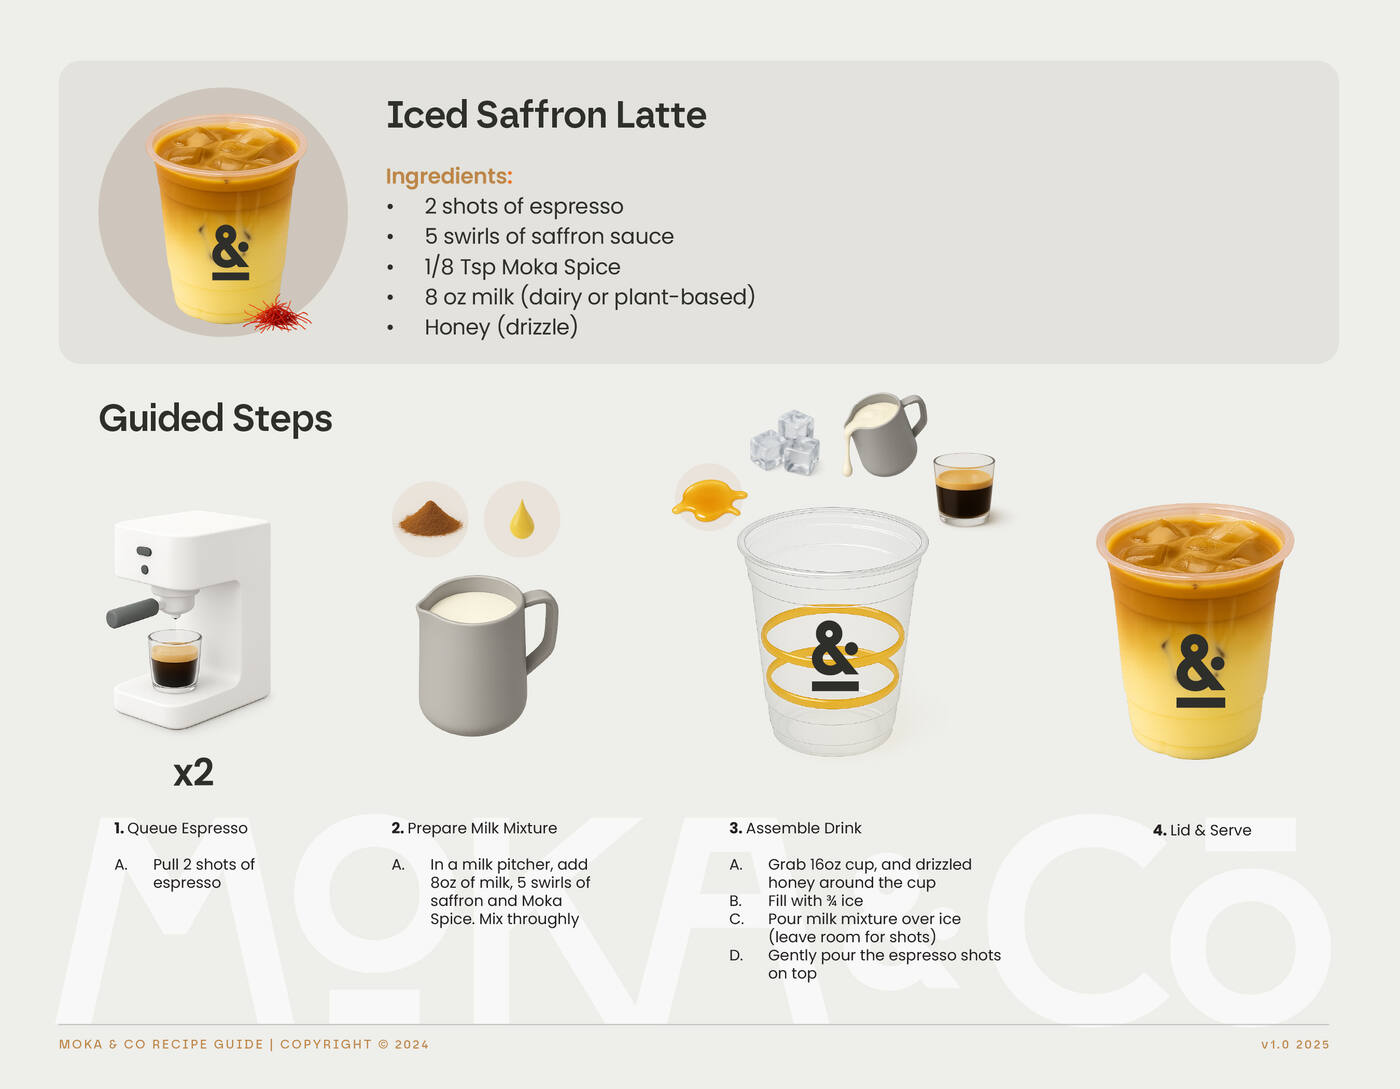 Iced Saffron Latte
Ingredients:
• 2 shots of espresso
• 5 swirls of saffron sauce
• 1/8 Tsp Moka Spice
• 8 oz milk (dairy or plant-based)
• Honey (drizzle)
&
Guided Steps
&
&
x2
1. Queue Espresso
A. Pull 2 shots of
espresso
2. Prepare Milk Mixture
A. In a milk pitcher, add
8oz of milk, 5 swirls of
saffron and Moka
Spice. Mix throughly
3. Assemble Drink
A. Grab 16oz cup, and drizzled
honey around the cup
B. Fill with ¾ ice
C. Pour milk mixture over ice
(leave room for shots)
D. Gently pour the espresso shots
on top
4. Lid & Serve
MOKA & CO
MOKA & CO RECIPE GUIDE | COPYRIGHT © 2024
v1.0 2025